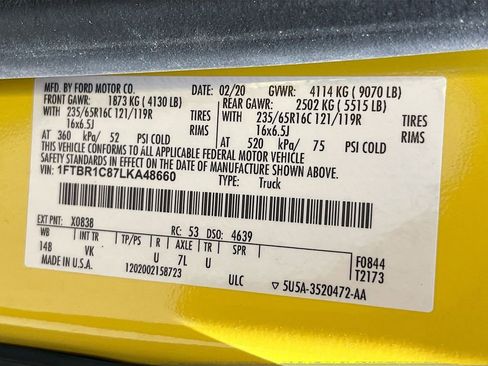 MFD. BY FORD MOTOR CO. DATE: 02/20 GVWR: 4114 KG ( 9070 LB)
FRONT GAWR: 1873 KG ( 4130 LB) REAR GAWR: 2502 KG ( 5515 LB)
WITH 235/65R16C 121/119R TIRES WITH 235/65R16C 121/119R TIRES
16x6.5J RIMS 16x6.5J RIMS
AT 360 kPa/ 52 PSI COLD AT 520 kPa/ 75 PSI COLD
THIS VEHICLE CONFORMS TO ALL APPLICABLE FEDERAL MOTOR VEHICLE
SAFETY STANDARDS IN EFFECT ON THE DATE OF MANUFACTURE SHOWN ABOVE.
VIN: 1FTBR1C87LKA48660 TYPE: Truck
EXT PNT: X0838 RC: 53 DSO: 4639 F0844
WB INT TR TP/PS R AXLE TR SPR T2173
14B VK U 7L U
MADE IN U.S.A. 1202002158723 ULC ▽ 5U5A-3520472-AA